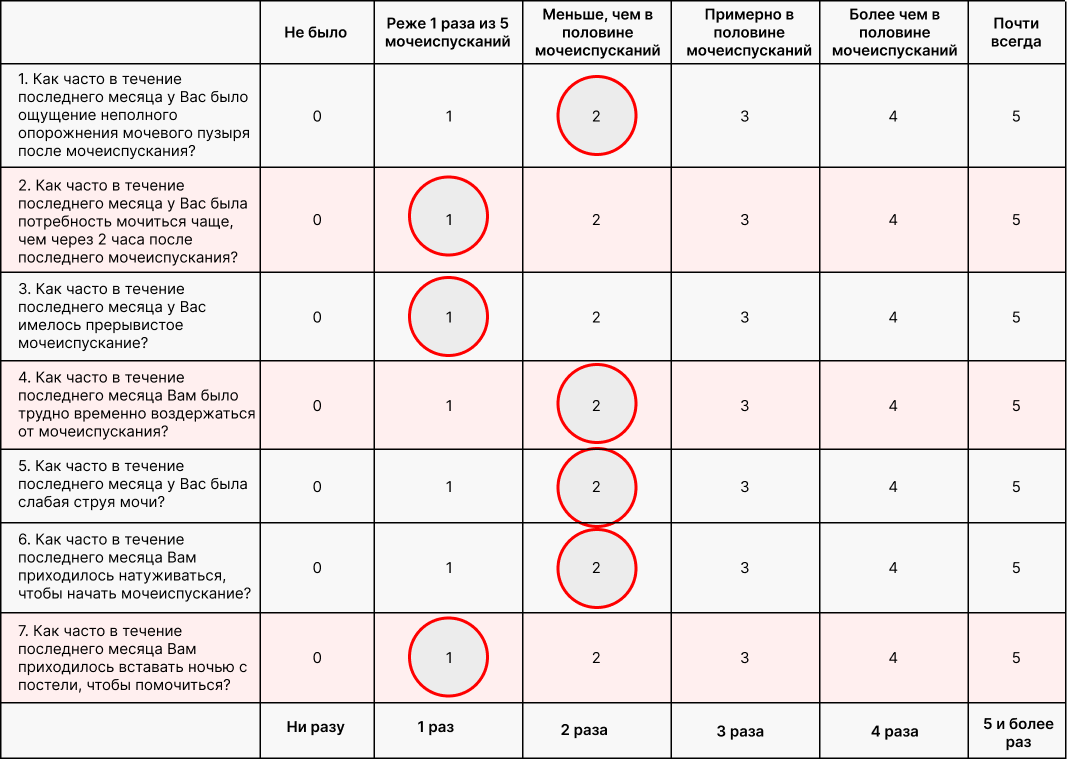 Не было
Реже 1 раза из 5
мочеиспусканий
Меньше, чем в
половине
мочеиспусканий
Примерно в
половине
мочеиспусканий
Более чем в
половине
мочеиспусканий
Почти
всегда
1. Как часто в течение
последнего месяца у Вас было
ощущение неполного
опорожнения мочевого пузыря
после мочеиспускания?
0
1
2
3
4
5
2. Как часто в течение
последнего месяца у Вас была
потребность мочиться чаще,
чем через 2 часа после
последнего мочеиспускания?
0
1
2
3
4
5
3. Как часто в течение
последнего месяца у Вас
имелось прерывистое
мочеиспускание?
0
1
2
3
4
5
4. Как часто в течение
последнего месяца Вам было
трудно временно воздержаться
от мочеиспускания?
0
1
2
3
4
5
5. Как часто в течение
последнего месяца у Вас была
слабая струя мочи?
0
1
2
3
4
5
6. Как часто в течение
последнего месяца Вам
приходилось натуживаться,
чтобы начать мочеиспускание?
0
1
2
3
4
5
7. Как часто в течение
последнего месяца Вам
приходилось вставать ночью с
постели, чтобы помочиться?
0
1
2
3
4
5
Ни разу
1 раз
2 раза
3 раза
4 раза
5 и более
раз